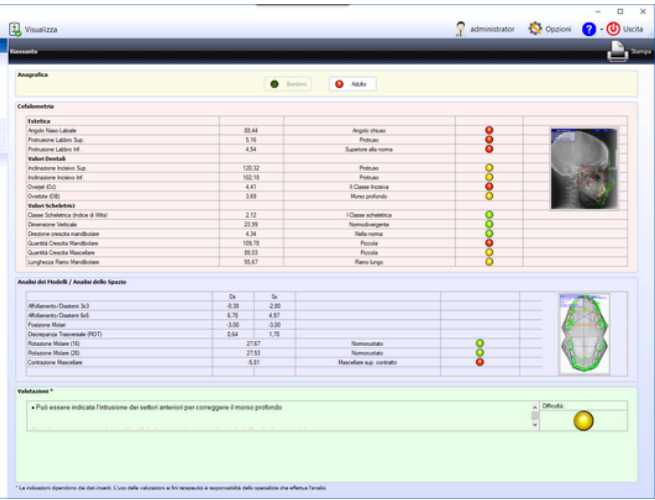 Visualizza administrator Opzioni ? Uscita
Riassunto Stampa
Anagrafica
Bambino Adulto
Cefalometria
Estetica
Angolo Naso-Labiale 80,44 Angolo chiuso
Protrusione Labbro Sup. 5,16 Protruso
Protrusione Labbro Inf. 4,54 Superiore alla norma
Valori Dentali
Inclinazione Incisivo Sup. 120,32 Protruso
Inclinazione Incisivo Inf. 102,18 Protruso
Overjet (OJ) 4,41 II Classe Incisiva
Overbite (OB) 3,69 Morso profondo
Valori Scheletrici
Classe Scheletrica (Indice di Wits) 2,12 I Classe scheletrica
Dimensione Verticale 23,99 Normodivergente
Direzione crescita mandibolare 4,34 Nella norma
Quantità Crescita Mandibolare 109,78 Piccola
Quantità Crescita Mascellare 88,03 Piccola
Lunghezza Ramo Mandibolare 55,67 Ramo lungo
Analisi dei Modelli / Analisi dello Spazio
Dx Sx
Affollamento/Diastemi 3x3 -0,38 -2,80
Affollamento/Diastemi 6x6 6,78 4,97
Posizione Molari -3,00 -3,00
Discrepanza Trasversale (ROT) 0,64 1,70
Rotazione Molare (16) 27,67 Normoruotato
Rotazione Molare (26) 27,53 Normoruotato
Contrazione Mascellare -5,81 Mascellare sup. contratto
Valutazioni *
• Può essere indicata l'intrusione dei settori anteriori per correggere il morso profondo
Difficoltà:
* Le indicazioni dipendono dai dati inseriti. L'uso delle valutazioni ai fini terapeutici è responsabilità dello specialista che effettua l'analisi.